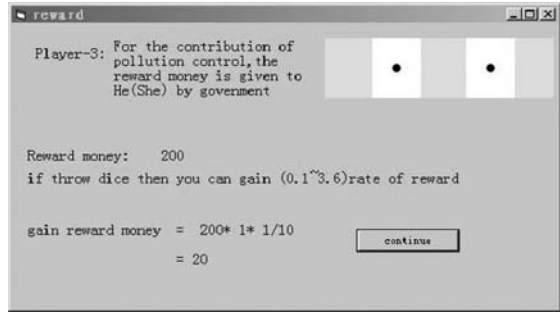 reward
Player-3: For the contribution of
pollution control,the
reward money is given to
He(She) by govenment
Reward money: 200
if throw dice then you can gain (0.1~3.6)rate of reward
gain reward money = 200* 1* 1/10
= 20
continue